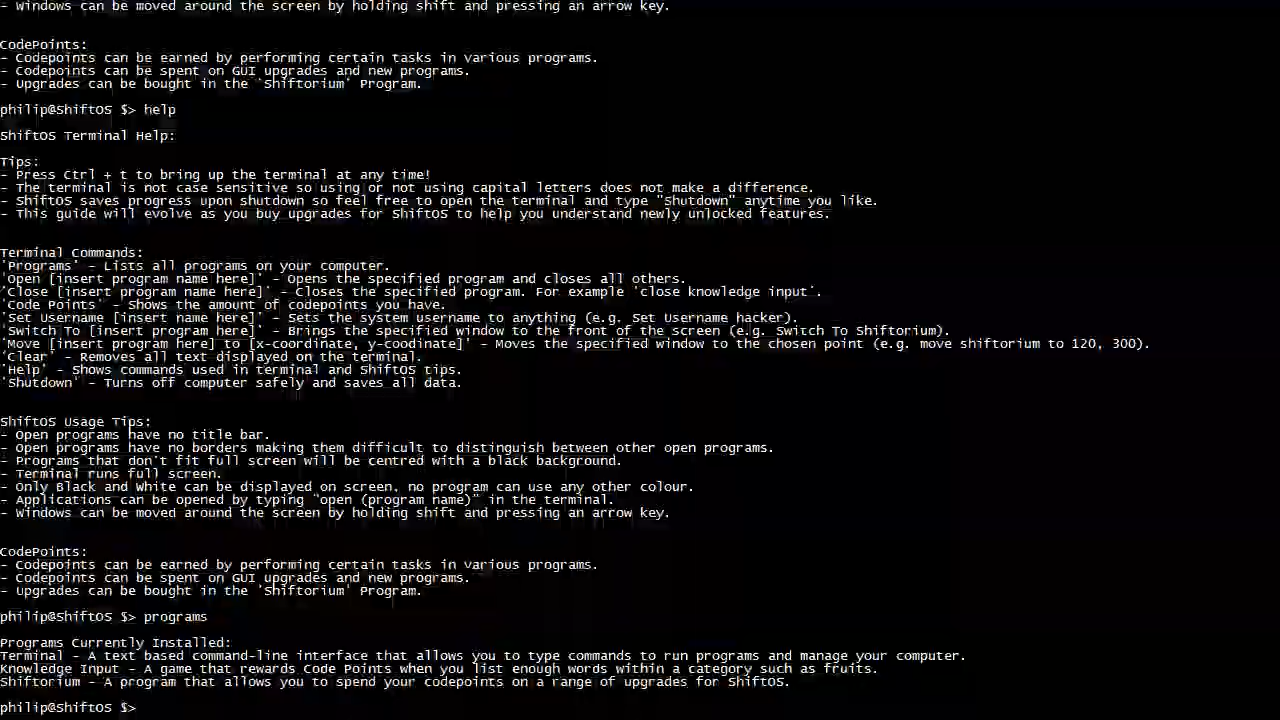 - Windows can be moved around the screen by holding shift and pressing an arrow key.
CodePoints:
- Codepoints can be earned by performing certain tasks in various programs.
- Codepoints can be spent on GUI upgrades and new programs.
- Upgrades can be bought in the 'Shiftorium' Program.
philip@ShiftOS $> help
ShiftOS Terminal Help:
Tips:
- Press Ctrl + t to bring up the terminal at any time!
- The terminal is not case sensitive so using or not using capital letters does not make a difference.
- ShiftOS saves progress upon shutdown so feel free to open the terminal and type "Shutdown" anytime you like.
- This guide will evolve as you buy upgrades for ShiftOS to help you understand newly unlocked features.
Terminal Commands:
'Programs' - Lists all programs on your computer.
'Open [insert program name here]' - Opens the specified program and closes all others.
'Close [insert program name here]' - Closes the specified program. For example 'close knowledge input'.
'Code Points' - Shows the amount of codepoints you have.
'Set Username [insert name here]' - Sets the system username to anything (e.g. Set Username hacker).
'Switch To [insert program here]' - Brings the specified window to the front of the screen (e.g. Switch To Shiftorium).
'Move [insert program here] to [x-coordinate, y-coodinate]' - Moves the specified window to the chosen point (e.g. move shiftorium to 120, 300).
'Clear' - Removes all text displayed on the terminal.
'Help' - Shows commands used in terminal and ShiftOS tips.
'Shutdown' - Turns off computer safely and saves all data.
ShiftOS Usage Tips:
- Open programs have no title bar.
- Open programs have no borders making them difficult to distinguish between other open programs.
- Programs that don't fit full screen will be centred with a black background.
- Terminal runs full screen.
- Only Black and White can be displayed on screen, no program can use any other colour.
- Applications can be opened by typing "open (program name)" in the terminal.
- Windows can be moved around the screen by holding shift and pressing an arrow key.
CodePoints:
- Codepoints can be earned by performing certain tasks in various programs.
- Codepoints can be spent on GUI upgrades and new programs.
- Upgrades can be bought in the 'Shiftorium' Program.
philip@ShiftOS $> programs
Programs Currently Installed:
Terminal - A text based command-line interface that allows you to type commands to run programs and manage your computer.
Knowledge Input - A game that rewards Code Points when you list enough words within a category such as fruits.
Shiftorium - A program that allows you to spend your codepoints on a range of upgrades for ShiftOS.
philip@ShiftOS $>